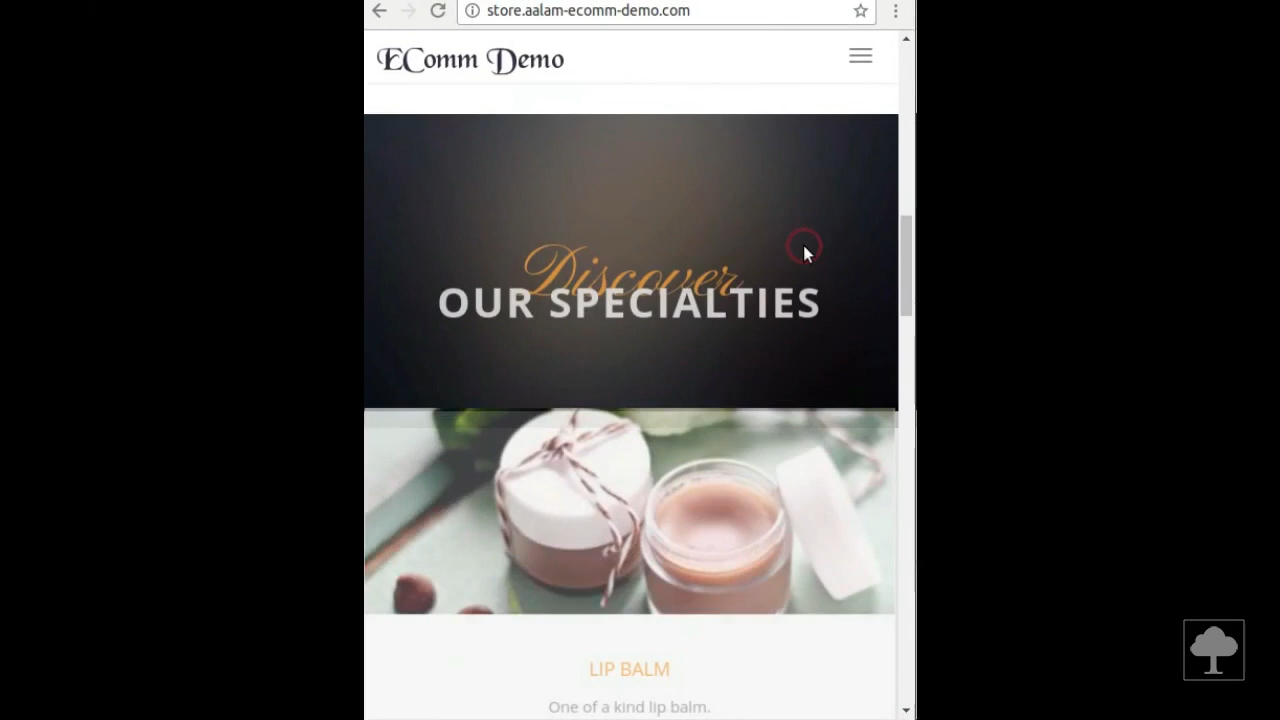 store.aalam-ecomm-demo.com
EComm Demo
Discover
OUR SPECIALTIES
LIP BALM
One of a kind lip balm.